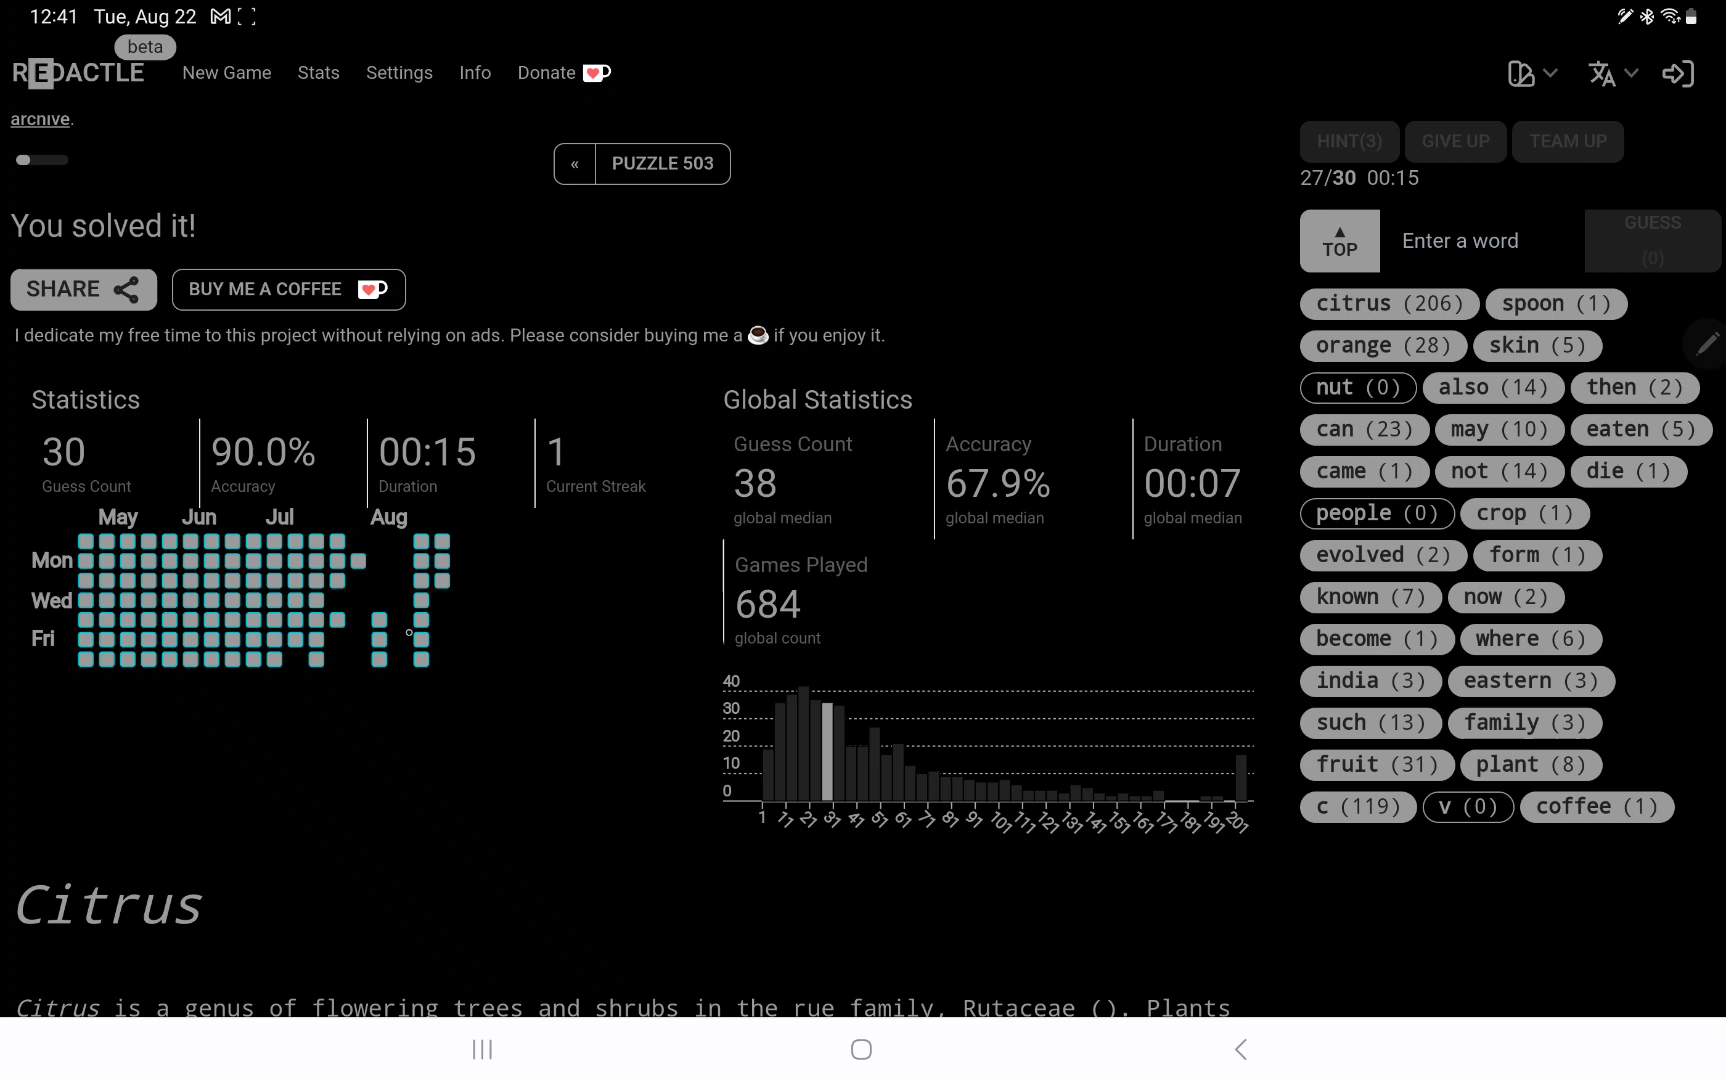 12:41 Tue, Aug 22
beta
REDACTLE New Game Stats Settings Info Donate
archive.
« PUZZLE 503
You solved it!
SHARE BUY ME A COFFEE
I dedicate my free time to this project without relying on ads. Please consider buying me a ☕ if you enjoy it.
Statistics
30 90.0% 00:15 1
Guess Count Accuracy Duration Current Streak
May Jun Jul Aug
Mon
Wed
Fri
Global Statistics
Guess Count Accuracy Duration
38 67.9% 00:07
global median global median global median
Games Played
684
global count
40
30
20
10
0
1 11 21 31 41 51 61 71 81 91 101 111 121 131 141 151 161 171 181 191 201
HINT(3) GIVE UP TEAM UP
27/30 00:15
▲
TOP Enter a word GUESS
(0)
citrus (206) spoon (1)
orange (28) skin (5)
nut (0) also (14) then (2)
can (23) may (10) eaten (5)
came (1) not (14) die (1)
people (0) crop (1)
evolved (2) form (1)
known (7) now (2)
become (1) where (6)
india (3) eastern (3)
such (13) family (3)
fruit (31) plant (8)
c (119) v (0) coffee (1)
Citrus
Citrus is a genus of flowering trees and shrubs in the rue family, Rutaceae (). Plants